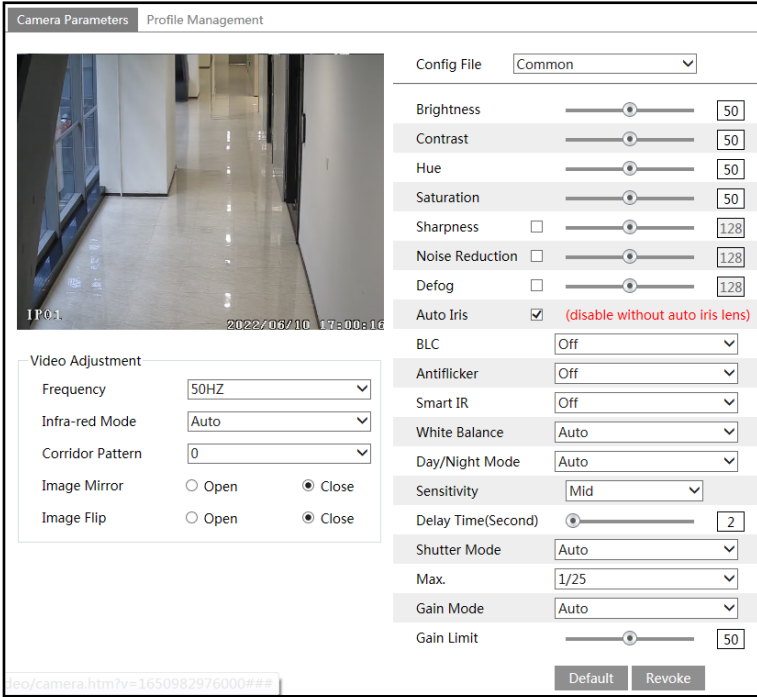 Camera Parameters Profile Management
Config File Common
Brightness 50
Contrast 50
Hue 50
Saturation 50
Sharpness 128
Noise Reduction 128
Defog 128
Auto Iris (disable without auto iris lens)
BLC Off
Antiflicker Off
Smart IR Off
White Balance Auto
Day/Night Mode Auto
Sensitivity Mid
Delay Time(Second) 2
Shutter Mode Auto
Max. 1/25
Gain Mode Auto
Gain Limit 50
Default Revoke
IP01
2022/06/10 17:00:16
Video Adjustment
Frequency 50HZ
Infra-red Mode Auto
Corridor Pattern 0
Image Mirror Open Close
Image Flip Open Close
deo/camera.htm?v=1650982976000###